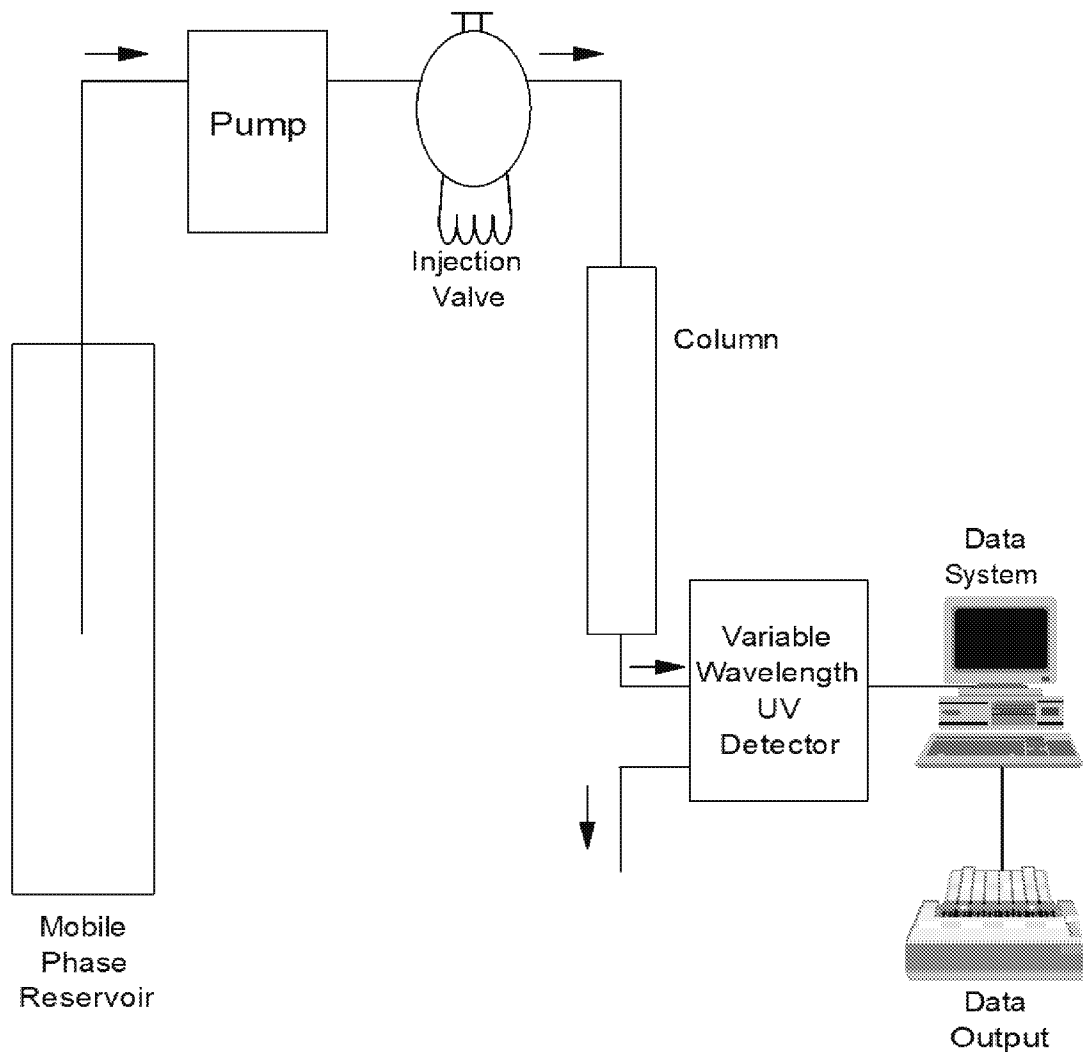 Pump
Injection
Valve
Column
Data
System
Variable
Wavelength
UV
Detector
Mobile
Phase
Reservoir
Data
Output